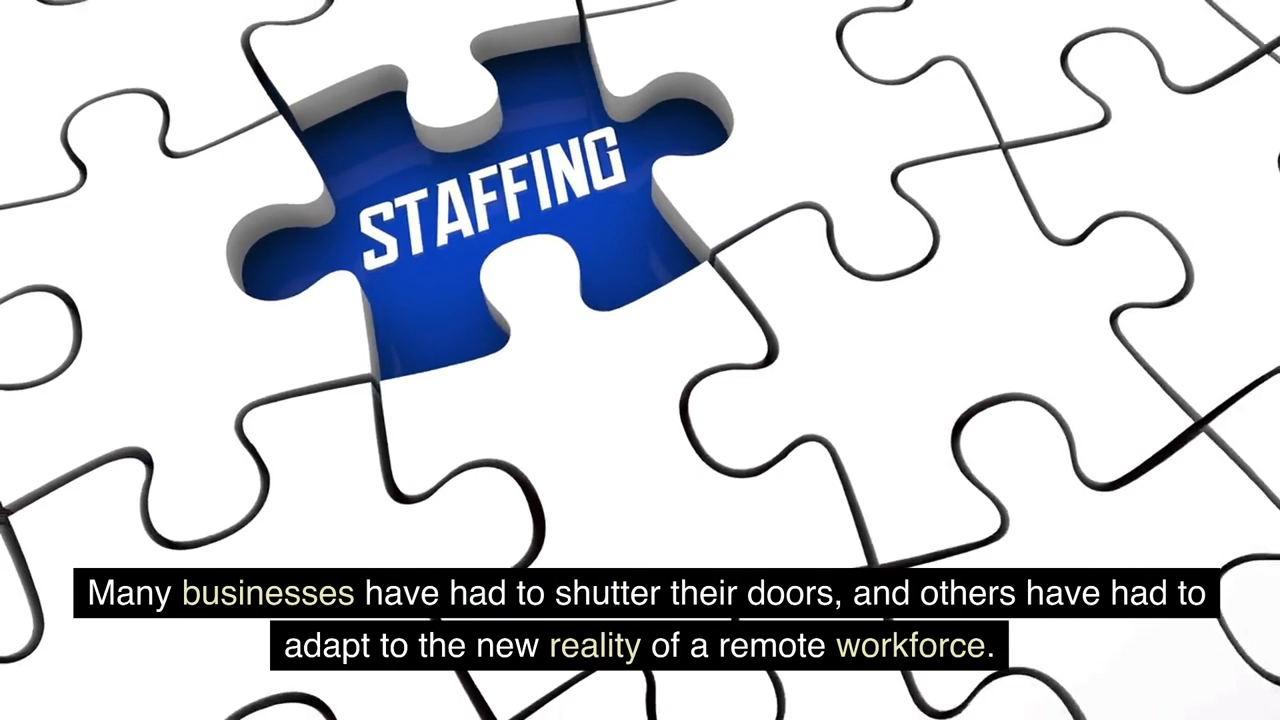 STAFFING
Many businesses have had to shutter their doors, and others have had to
adapt to the new reality of a remote workforce.